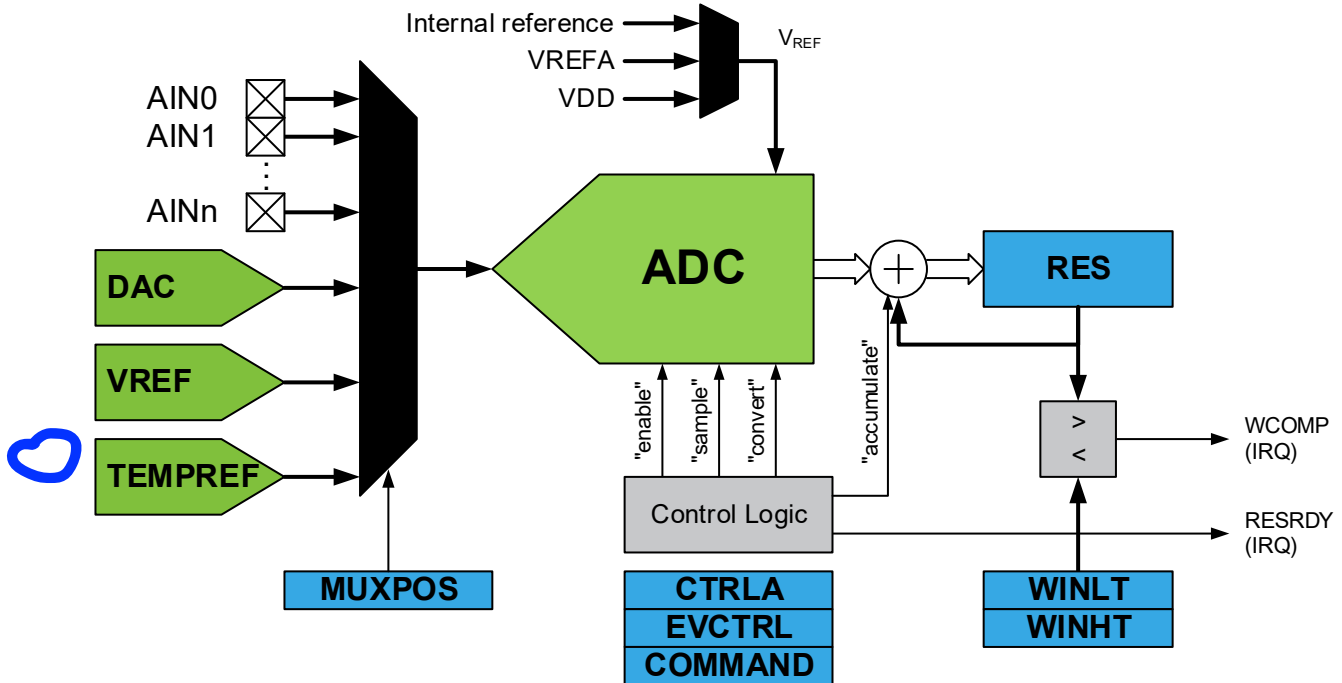 Internal reference
VREFA
VDD
VREF
AIN0
AIN1
AINn
DAC
VREF
TEMPREF
MUXPOS
ADC
"enable"
"sample"
"convert"
"accumulate"
Control Logic
CTRLA
EVCTRL
COMMAND
RES
>
<
WCOMP
(IRQ)
RESRDY
(IRQ)
WINLT
WINHT